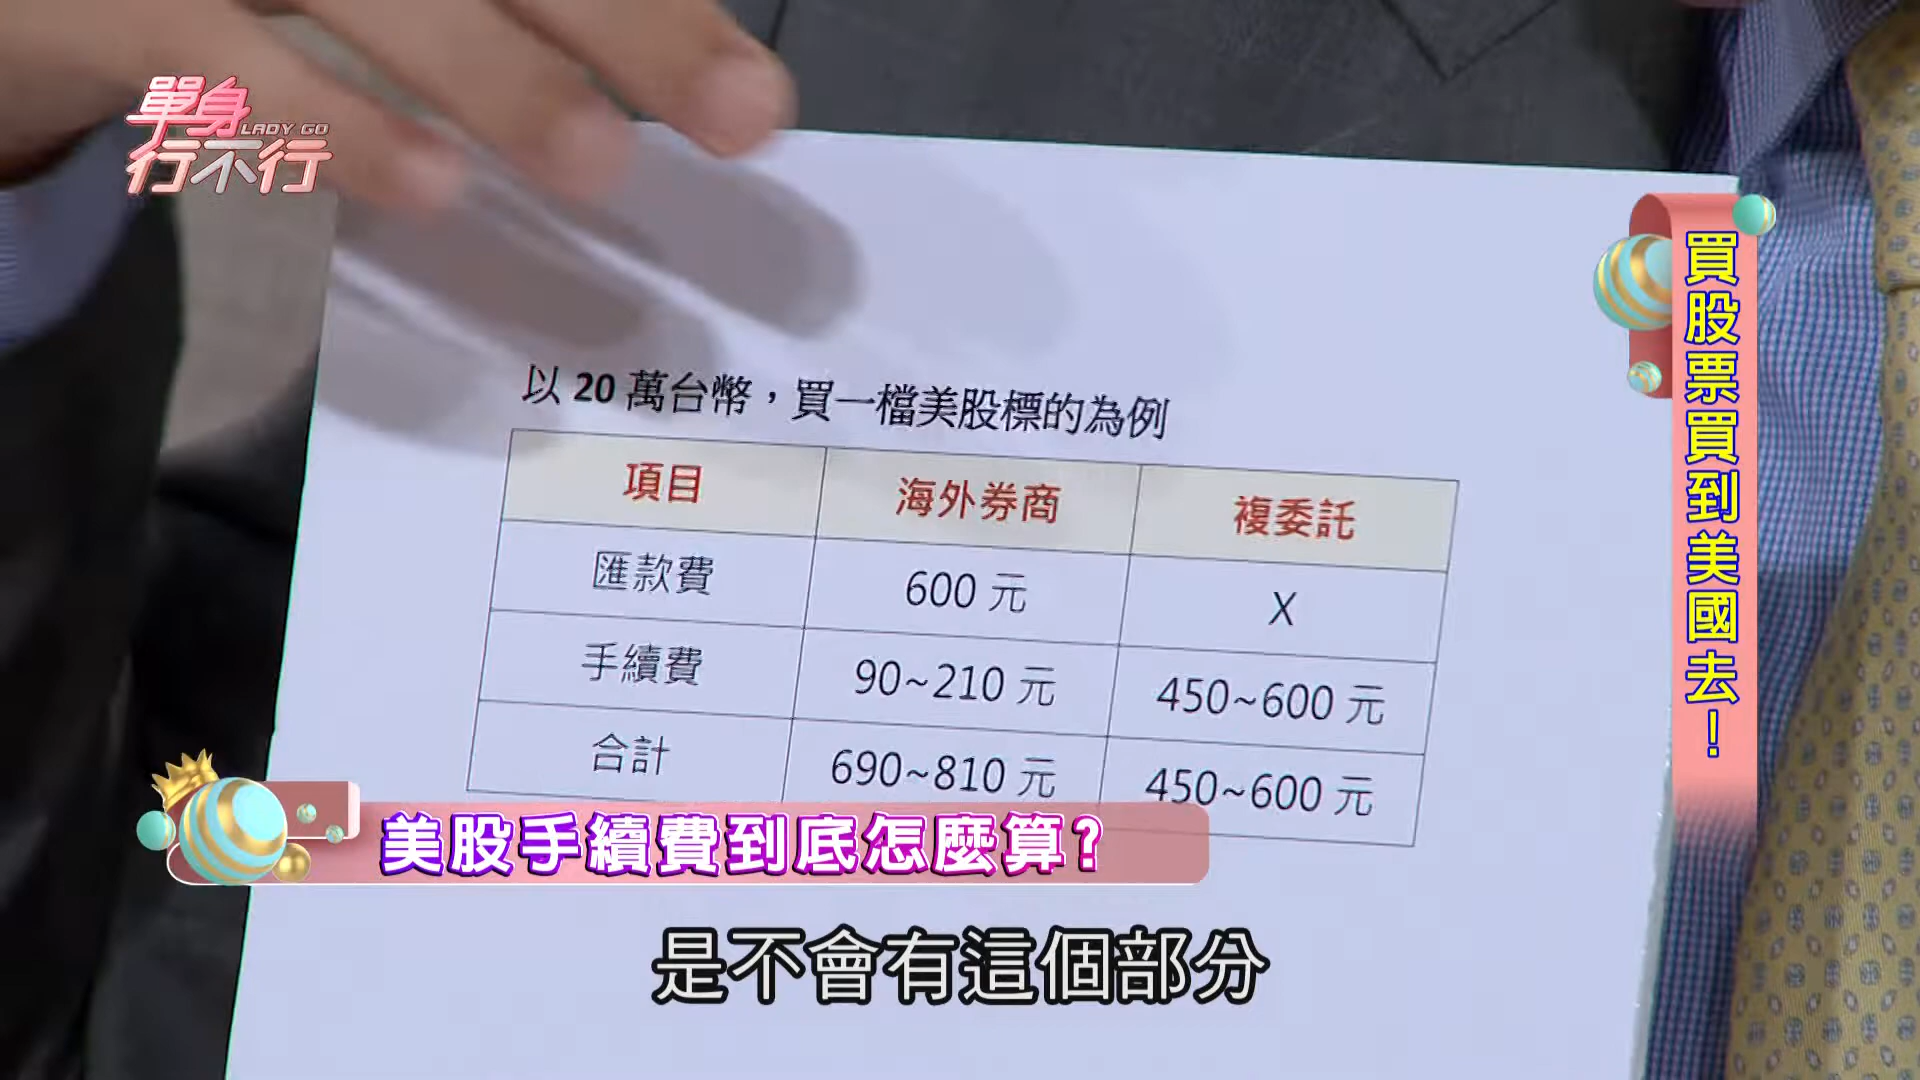 單身
LADY GO
行不行
買股票買到美國去！
以 20 萬台幣，買一檔美股標的為例
項目 海外券商 複委託
匯款費 600 元 X
手續費 90~210 元 450~600 元
合計 690~810 元 450~600 元
美股手續費到底怎麼算?
是不會有這個部分